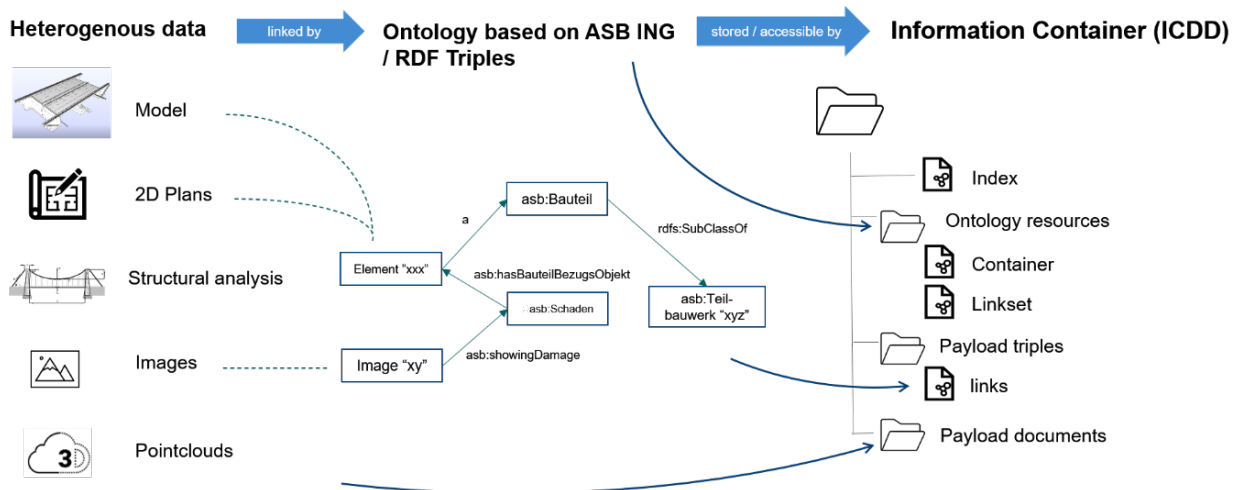 Heterogenous data
linked by
Ontology based on ASB ING
/ RDF Triples
stored / accessible by
Information Container (ICDD)
Model
2D Plans
Structural analysis
Images
3D
Pointclouds
asb:Bauteil
a
rdfs:SubClassOf
Element "xxx"
asb:hasBauteilBezugsObjekt
asb:Schaden
asb:Teil-
bauwerk "xyz"
Image "xy"
asb:showingDamage
Index
Ontology resources
Container
Linkset
Payload triples
links
Payload documents